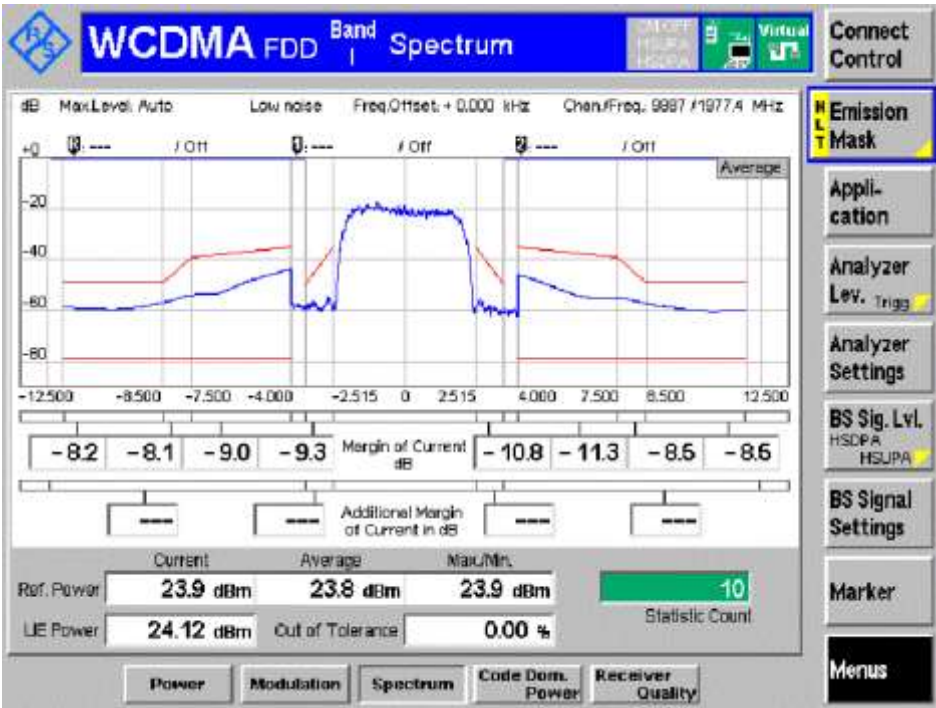 WCDMA FDD Band I Spectrum
Virtual
Connect Control
dB Max.Level: Auto Low noise Freq.Offset: + 0.000 kHz Chan./Freq.: 9887 / 1977.4 MHz
Emission Mask
HLT
+0 --- / Off 1: --- / Off 2: --- / Off
Average
-20
-40
-60
-80
Appli-cation
Analyzer Lev. Trigg
-12.500 -8.500 -7.500 -4.000 -2.515 0 2.515 4.000 7.500 8.500 12.500
Analyzer Settings
-8.2 -8.1 -9.0 -9.3 Margin of Current dB -10.8 -11.3 -8.5 -8.6
BS Sig. Lvl.
HSDPA
HSUPA
--- --- Additional Margin of Current in dB --- ---
BS Signal Settings
Current Average Max./Min.
Ref. Power 23.9 dBm 23.8 dBm 23.9 dBm 10
Statistic Count
Marker
UE Power 24.12 dBm Out of Tolerance 0.00 %
Menus
Power Modulation Spectrum Code Dom. Power Receiver Quality